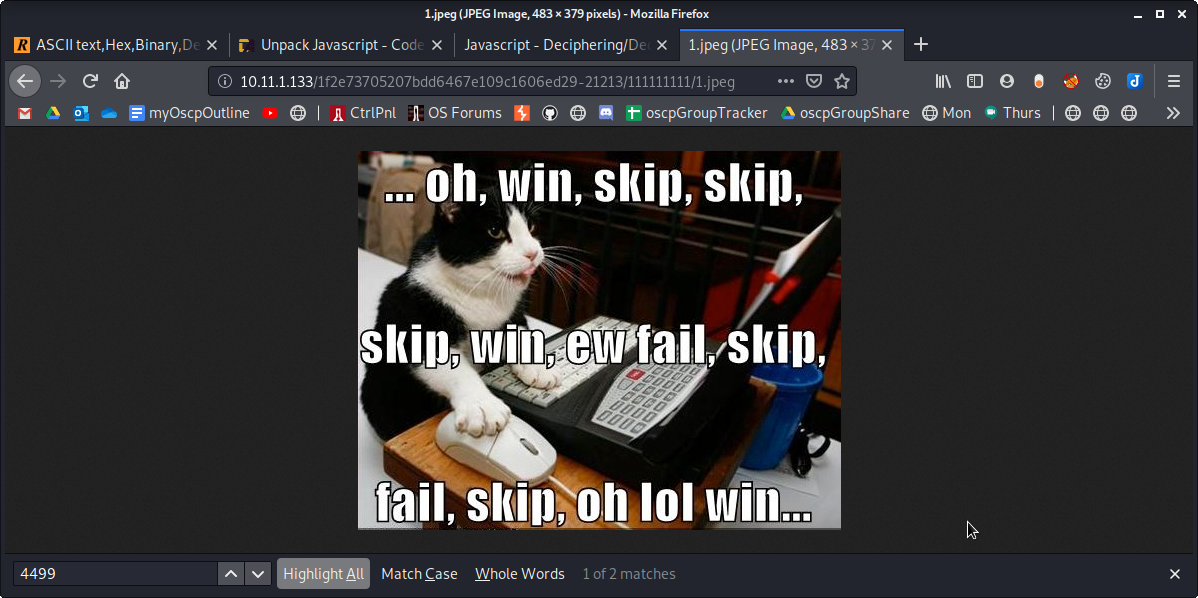 1.jpeg (JPEG Image, 483 × 379 pixels) - Mozilla Firefox
ASCII text,Hex,Binary,De
Unpack Javascript - Code
Javascript - Deciphering/De
1.jpeg (JPEG Image, 483 × 37
10.11.1.133/1f2e73705207bdd6467e109c1606ed29-21213/111111111/1.jpeg
myOscpOutline
CtrlPnl
OS Forums
oscpGroupTracker
oscpGroupShare
Mon
Thurs
... oh, win, skip, skip,
skip, win, ew fail, skip,
fail, skip, oh lol win...
4499
Highlight All
Match Case
Whole Words
1 of 2 matches